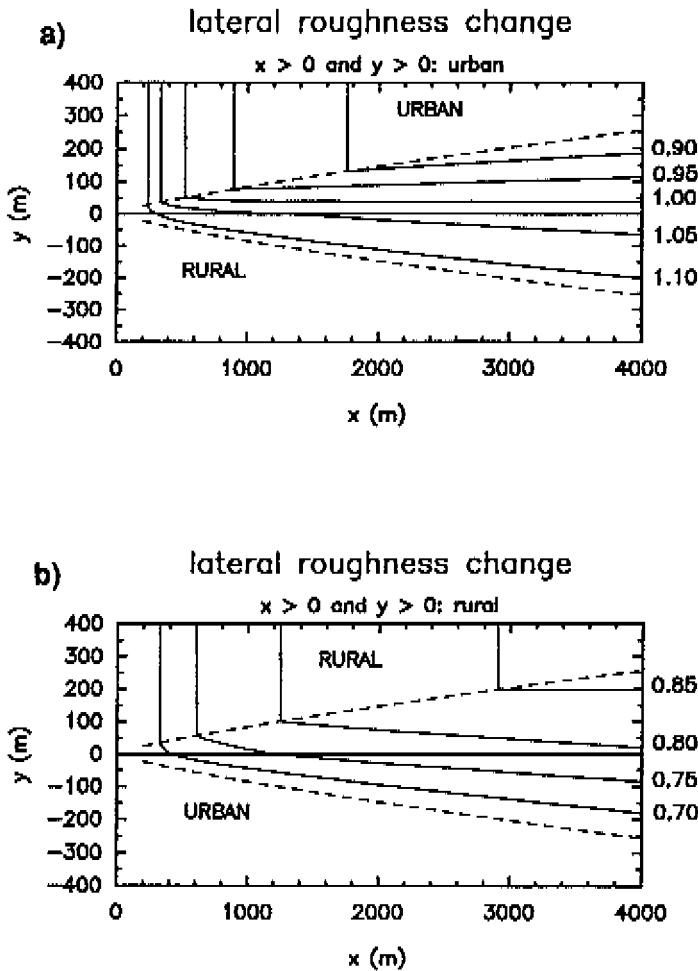 a)
lateral roughness change
x > 0 and y > 0: urban
400
300
200
100
0
−100
−200
−300
−400
y (m)
URBAN
RURAL
0.90
0.95
1.00
1.05
1.10
0 1000 2000 3000 4000
x (m)
b)
lateral roughness change
x > 0 and y > 0: rural
400
300
200
100
0
−100
−200
−300
−400
y (m)
RURAL
URBAN
0.85
0.80
0.75
0.70
0 1000 2000 3000 4000
x (m)